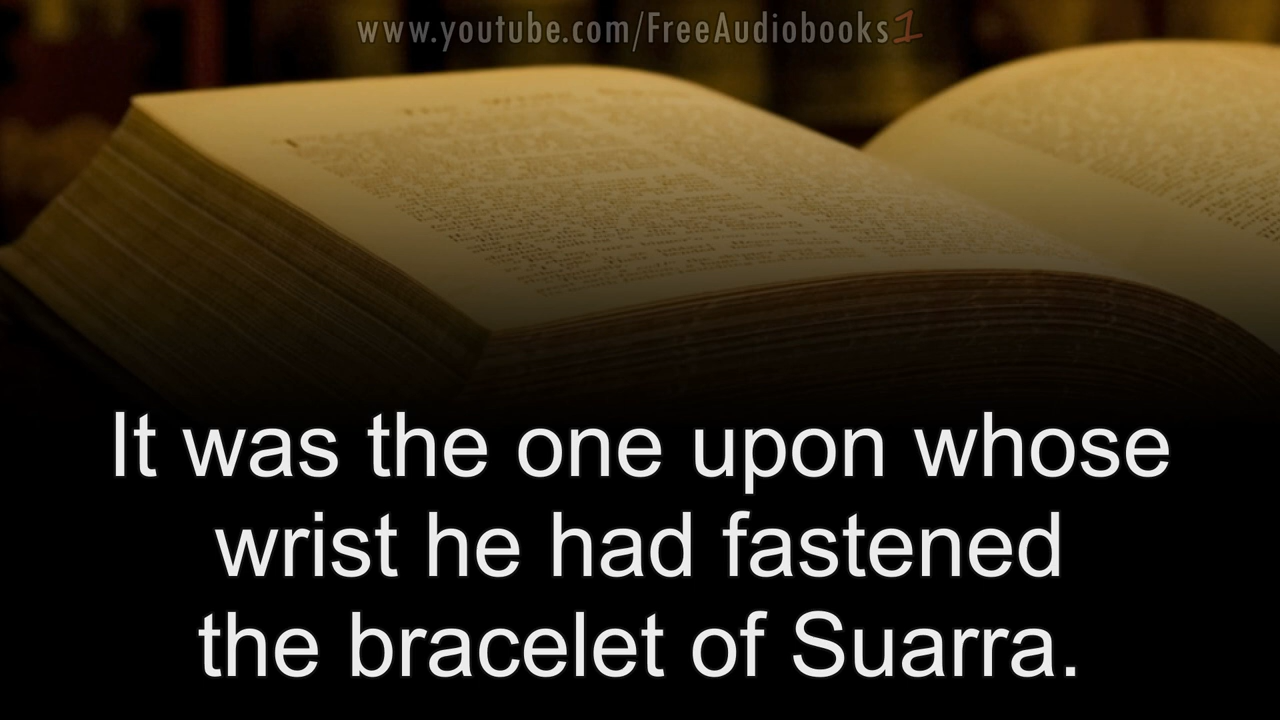 www.youtube.com/FreeAudiobooks1
It was the one upon whose
wrist he had fastened
the bracelet of Suarra.